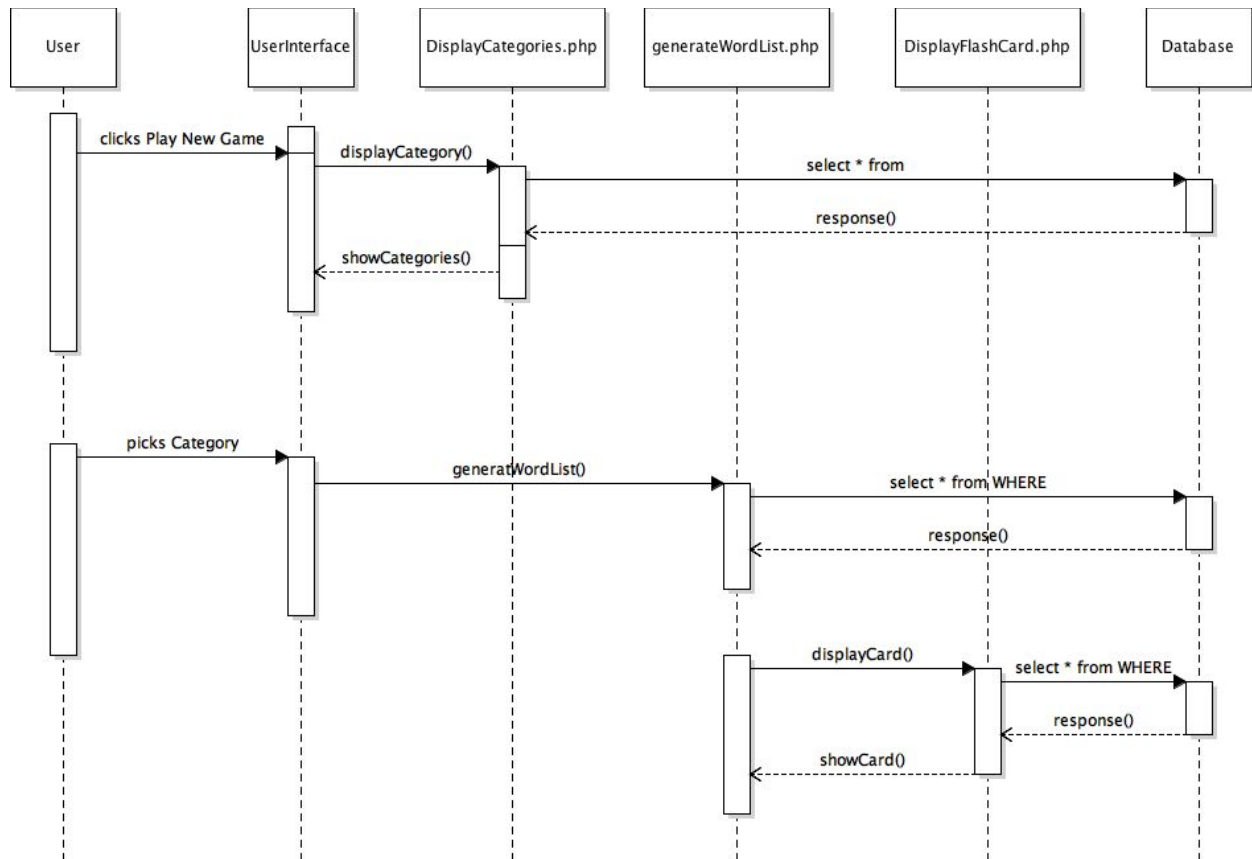 User
UserInterface
DisplayCategories.php
generateWordList.php
DisplayFlashCard.php
Database
clicks Play New Game
displayCategory()
select * from
response()
showCategories()
picks Category
generatWordList()
select * from WHERE
response()
displayCard()
select * from WHERE
response()
showCard()